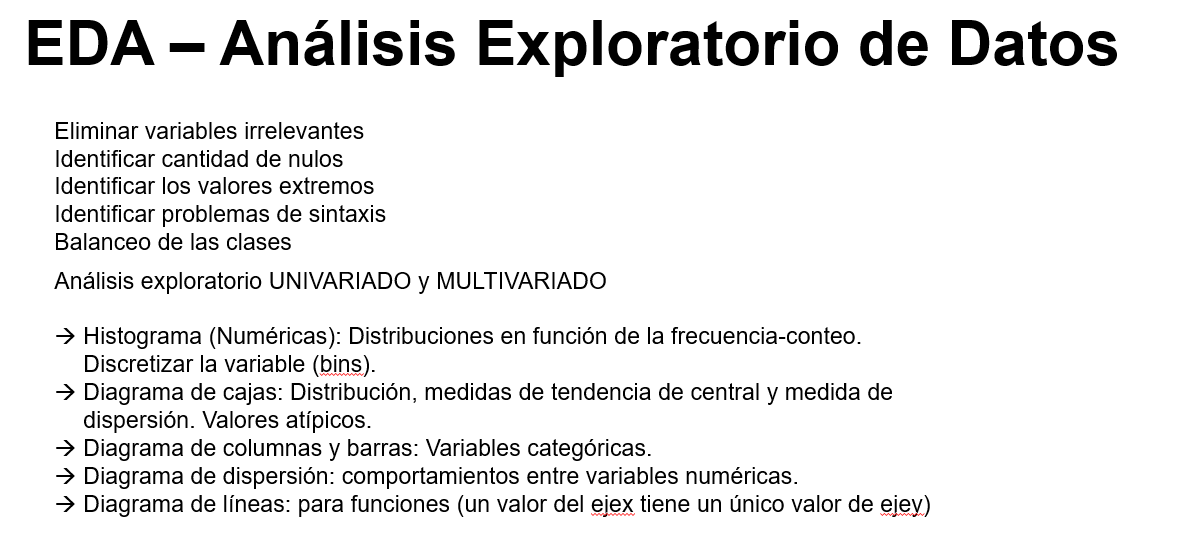 EDA – Análisis Exploratorio de Datos
Eliminar variables irrelevantes
Identificar cantidad de nulos
Identificar los valores extremos
Identificar problemas de sintaxis
Balanceo de las clases
Análisis exploratorio UNIVARIADO y MULTIVARIADO
→ Histograma (Numéricas): Distribuciones en función de la frecuencia-conteo.
Discretizar la variable (bins).
→ Diagrama de cajas: Distribución, medidas de tendencia de central y medida de
dispersión. Valores atípicos.
→ Diagrama de columnas y barras: Variables categóricas.
→ Diagrama de dispersión: comportamientos entre variables numéricas.
→ Diagrama de líneas: para funciones (un valor del ejex tiene un único valor de ejey)